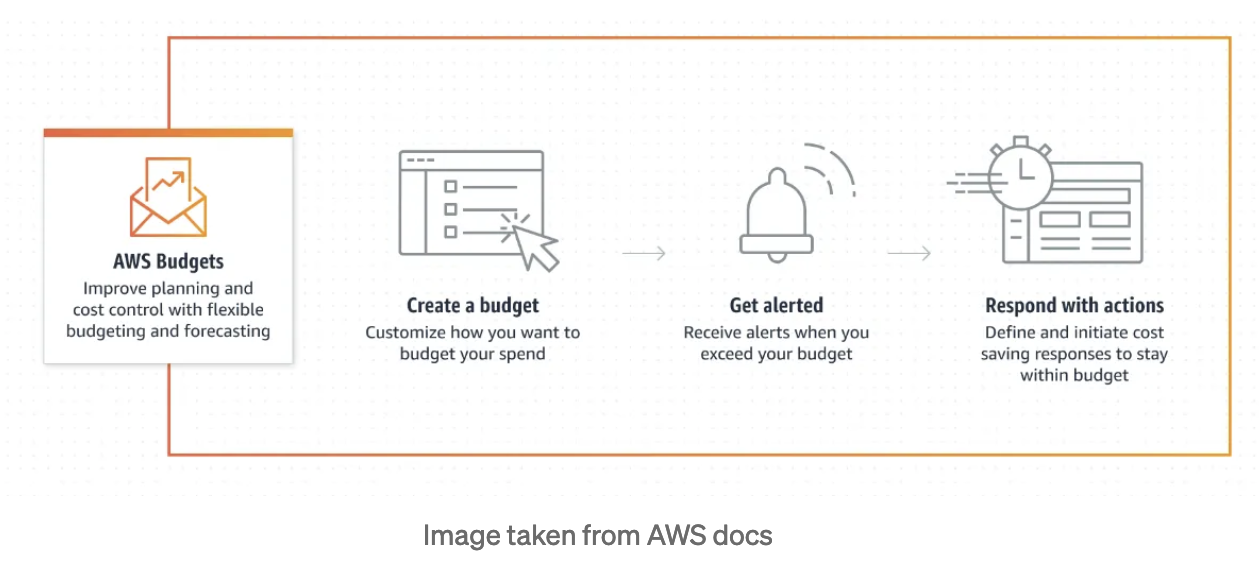 AWS Budgets
Improve planning and
cost control with flexible
budgeting and forecasting
Create a budget
Customize how you want to
budget your spend
Get alerted
Receive alerts when you
exceed your budget
Respond with actions
Define and initiate cost
saving responses to stay
within budget
Image taken from AWS docs